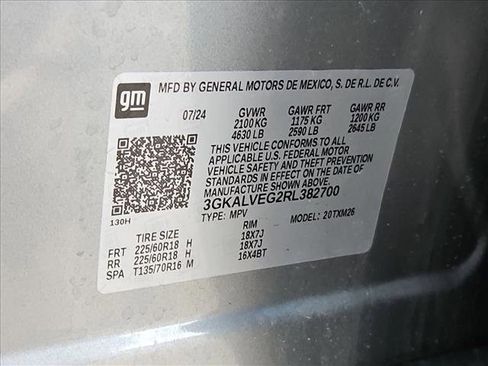 gm
MFD BY GENERAL MOTORS DE MEXICO, S. DE R.L. DE C.V.
07/24 GVWR GAWR FRT GAWR RR
2100 KG 1175 KG 1200 KG
4630 LB 2590 LB 2645 LB
THIS VEHICLE CONFORMS TO ALL
APPLICABLE U.S. FEDERAL MOTOR
VEHICLE SAFETY AND THEFT PREVENTION
STANDARDS IN EFFECT ON THE DATE OF
MANUFACTURE SHOWN ABOVE.
3GKALVEG2RL382700
130H TYPE: MPV MODEL: 20TXM26
TIRE SIZE RIM
FRT 225/60R18 H 18X7J
RR 225/60R18 H 18X7J
SPA T135/70R16 M 16X4BT